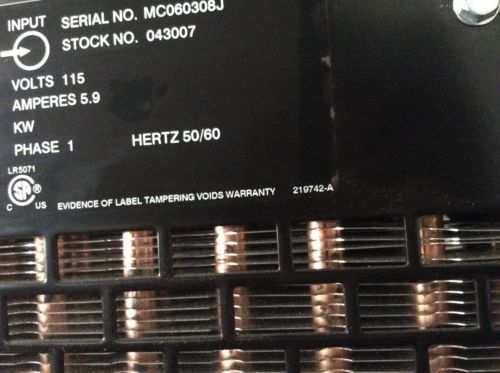 INPUT SERIAL NO. MC060308J
STOCK NO. 043007
VOLTS 115
AMPERES 5.9
KW
PHASE 1 HERTZ 50/60
LR5071
SA ®
C US EVIDENCE OF LABEL TAMPERING VOIDS WARRANTY 219742-A